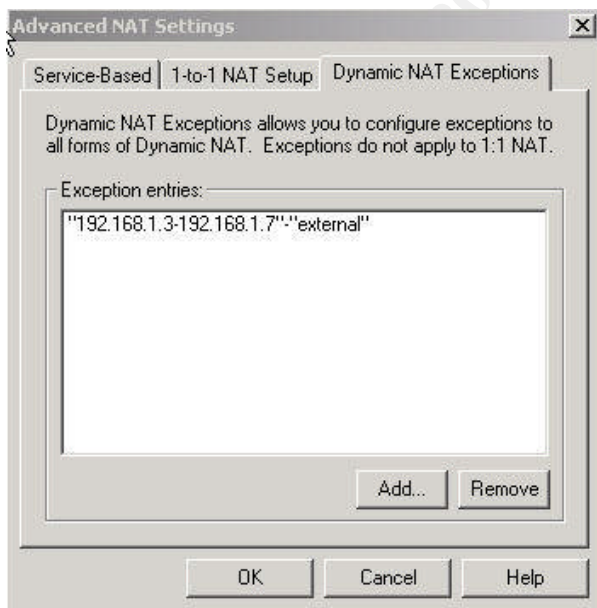 Advanced NAT Settings
Service-Based
1-to-1 NAT Setup
Dynamic NAT Exceptions
Dynamic NAT Exceptions allows you to configure exceptions to
all forms of Dynamic NAT. Exceptions do not apply to 1:1 NAT.
Exception entries:
"192.168.1.3-192.168.1.7"-"external"
Add...
Remove
OK
Cancel
Help